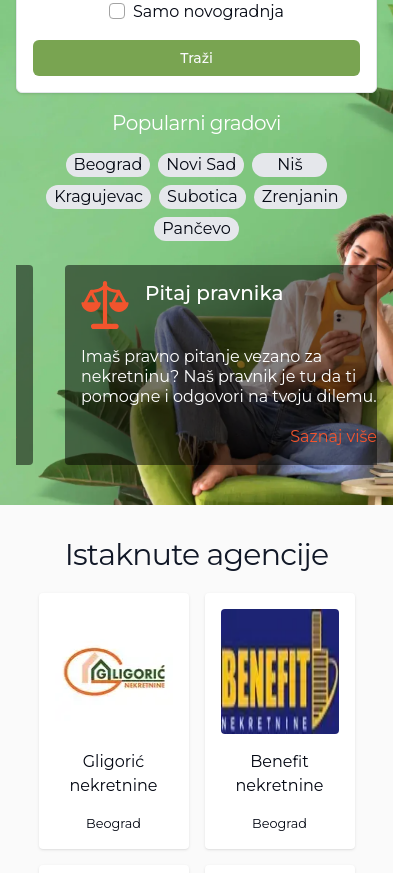 Samo novogradnja
Traži
Popularni gradovi
Beograd
Novi Sad
Niš
Kragujevac
Subotica
Zrenjanin
Pančevo
Pitaj pravnika
Imaš pravno pitanje vezano za
nekretninu? Naš pravnik je tu da ti
pomogne i odgovori na tvoju dilemu.
Saznaj više
Istaknute agencije
GLIGORIĆ
NEKRETNINE
Gligorić
nekretnine
Beograd
BENEFIT
NEKRETNINE
Benefit
nekretnine
Beograd